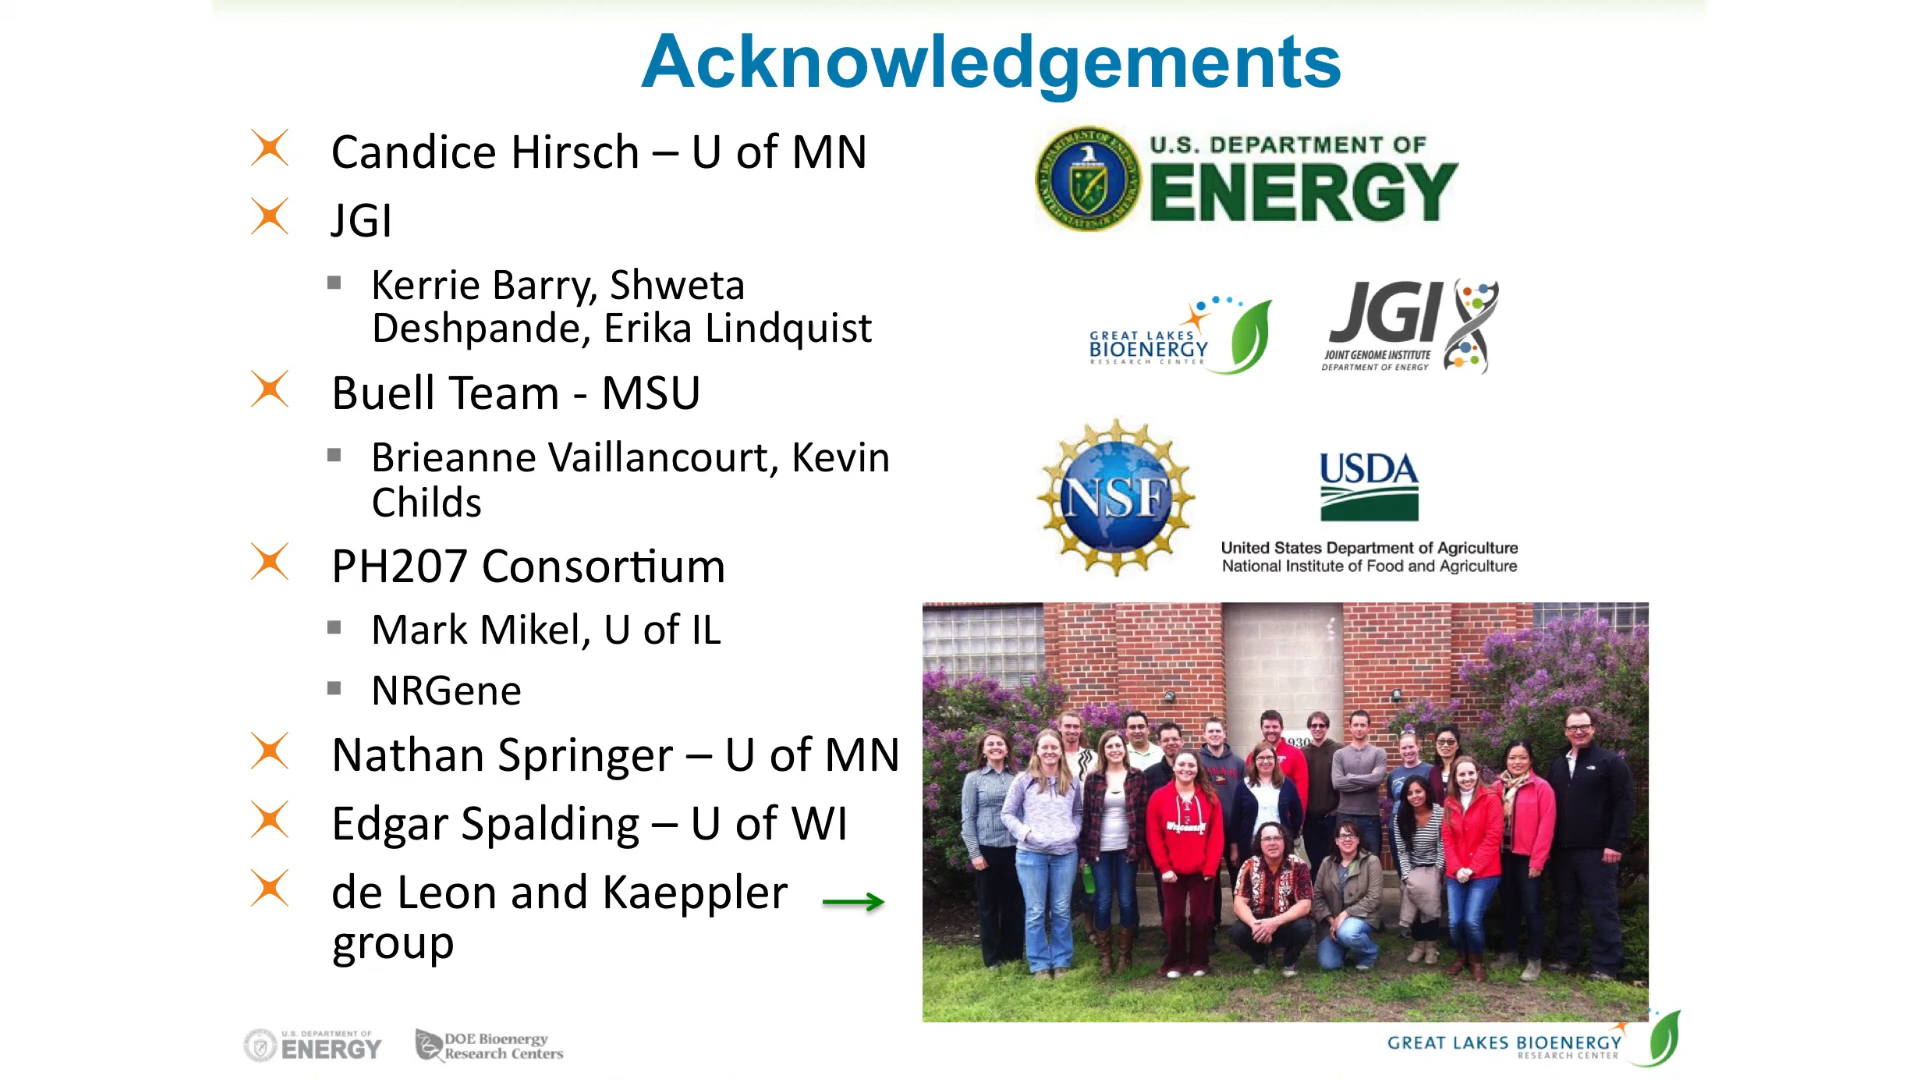 Acknowledgements
Candice Hirsch – U of MN
JGI
Kerrie Barry, Shweta
Deshpande, Erika Lindquist
Buell Team - MSU
Brieanne Vaillancourt, Kevin
Childs
PH207 Consortium
Mark Mikel, U of IL
NRGene
Nathan Springer – U of MN
Edgar Spalding – U of WI
de Leon and Kaeppler
group
U.S. DEPARTMENT OF
ENERGY
GREAT LAKES
BIOENERGY
RESEARCH CENTER
JGI
JOINT GENOME INSTITUTE
DEPARTMENT OF ENERGY
NSF
USDA
United States Department of Agriculture
National Institute of Food and Agriculture
930
Wisconsin
U.S. DEPARTMENT OF
ENERGY
DOE Bioenergy
Research Centers
GREAT LAKES BIOENERGY
RESEARCH CENTER